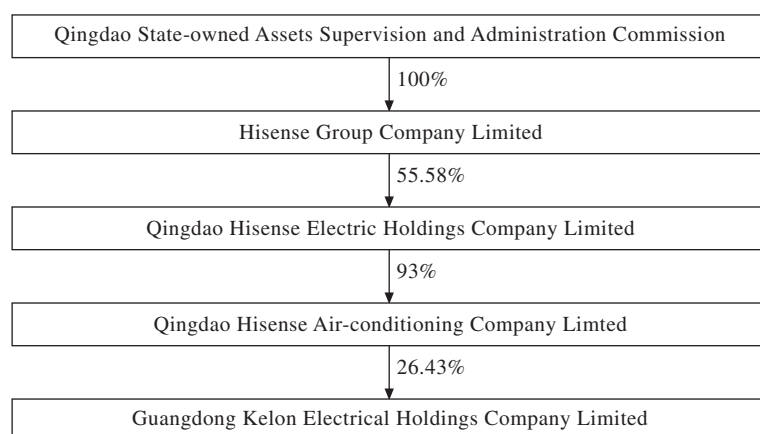 Qingdao State-owned Assets Supervision and Administration Commission
100%
Hisense Group Company Limited
55.58%
Qingdao Hisense Electric Holdings Company Limited
93%
Qingdao Hisense Air-conditioning Company Limted
26.43%
Guangdong Kelon Electrical Holdings Company Limited